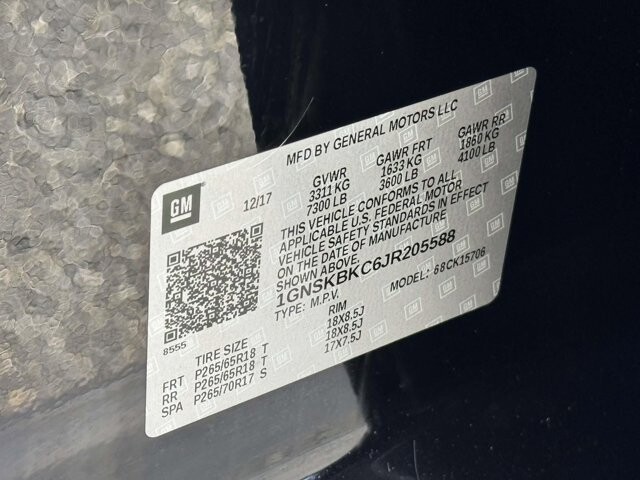 MFD BY GENERAL MOTORS LLC
GM
12/17
GVWR GAWR FRT GAWR RR
3311 KG 1633 KG 1860 KG
7300 LB 3600 LB 4100 LB
THIS VEHICLE CONFORMS TO ALL
APPLICABLE U.S. FEDERAL MOTOR
VEHICLE SAFETY STANDARDS IN EFFECT
ON THE DATE OF MANUFACTURE
SHOWN ABOVE.
1GNSKBKC6JR205588
TYPE: M.P.V. MODEL: 68CK15706
8555
TIRE SIZE RIM
FRT P265/65R18 T 18X8.5J
RR P265/65R18 T 18X8.5J
SPA P265/70R17 S 17X7.5J